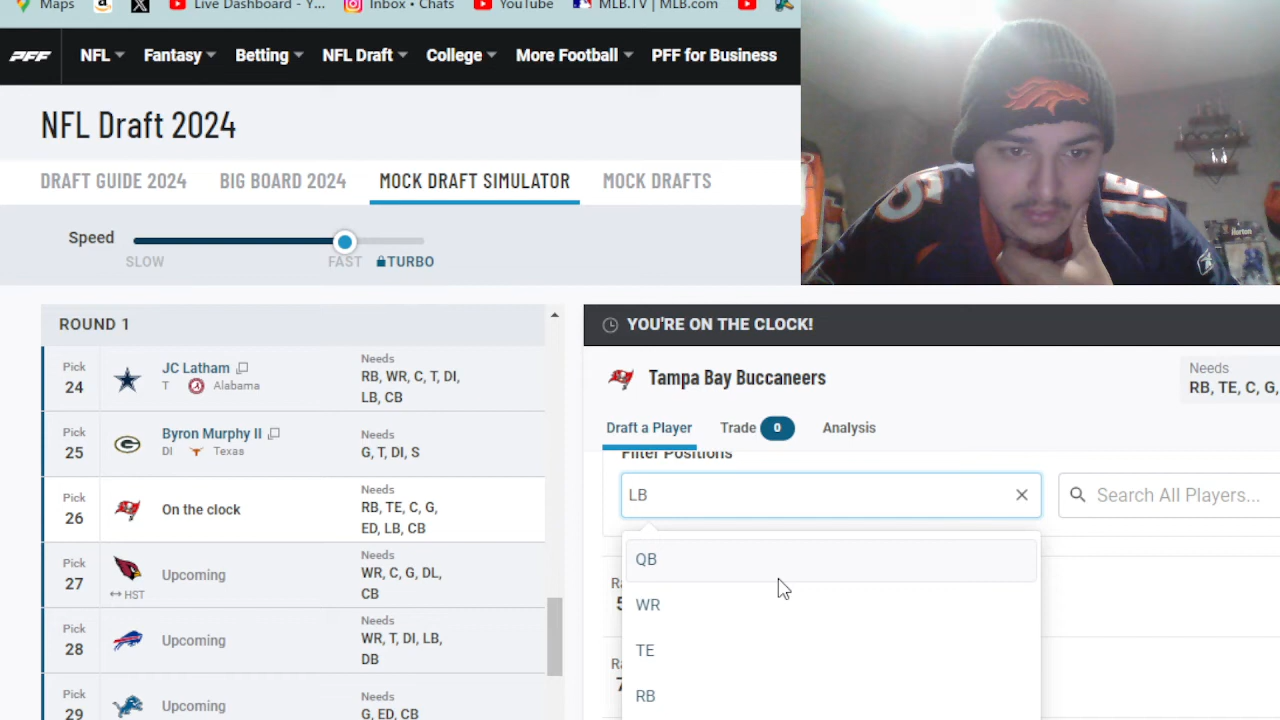 Maps
Live Dashboard - Y...
Inbox • Chats
YouTube
MLB.TV | MLB.com
PFF
NFL
Fantasy
Betting
NFL Draft
College
More Football
PFF for Business
NFL Draft 2024
DRAFT GUIDE 2024
BIG BOARD 2024
MOCK DRAFT SIMULATOR
MOCK DRAFTS
Speed
SLOW
FAST
TURBO
ROUND 1
Pick
24
JC Latham
T Alabama
Needs
RB, WR, C, T, DI,
LB, CB
Pick
25
Byron Murphy II
DI Texas
Needs
G, T, DI, S
Pick
26
On the clock
Needs
RB, TE, C, G,
ED, LB, CB
Pick
27
HST
Upcoming
Needs
WR, C, G, DL,
CB
Pick
28
Upcoming
Needs
WR, T, DI, LB,
DB
Pick
29
Upcoming
Needs
G, ED, CB
YOU'RE ON THE CLOCK!
Tampa Bay Buccaneers
Needs
RB, TE, C, G,
Draft a Player
Trade 0
Analysis
Filter Positions
LB
Search All Players...
QB
WR
TE
RB
15
Horton